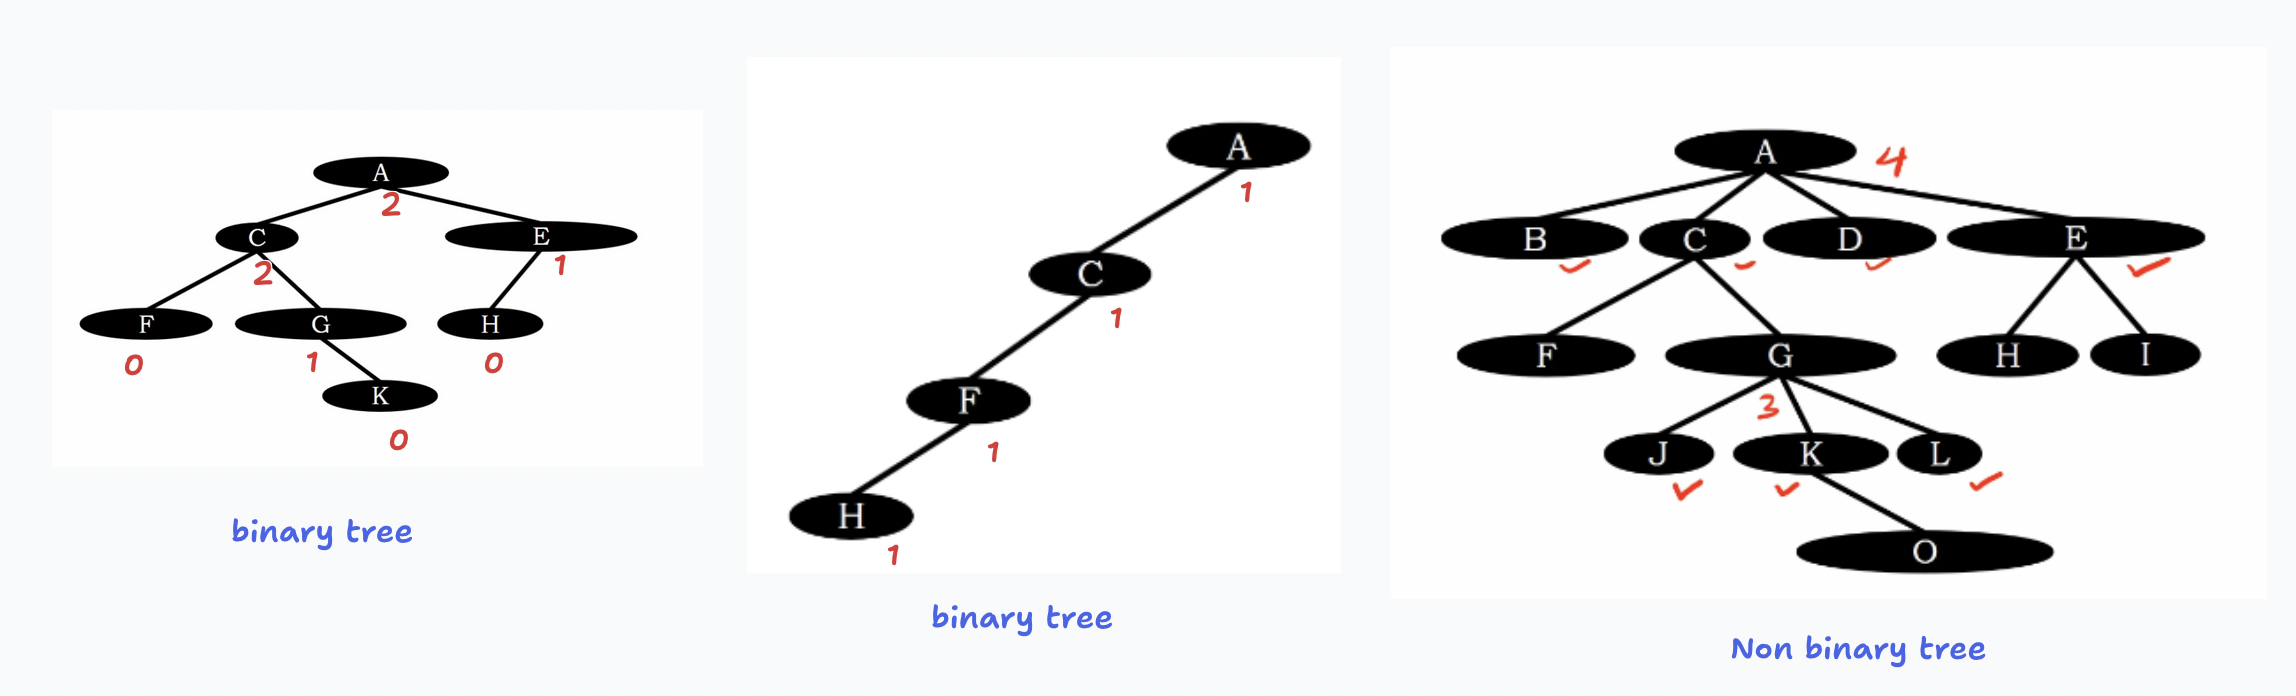 A
2
C
E
2
1
F
G
H
0
1
0
K
0
binary tree
A
1
C
1
F
1
H
1
binary tree
A 4
B C D E
F G H I
3
J K L
O
Non binary tree